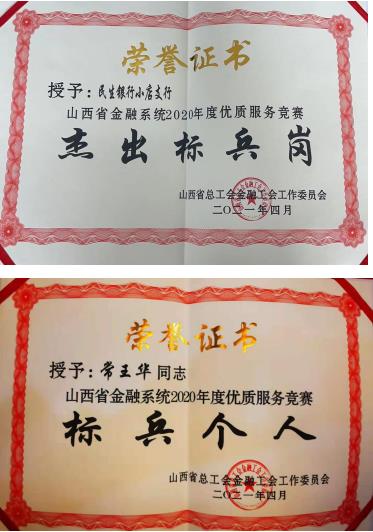 荣誉证书
授予：民生银行小店支行
山西省金融系统2020年度优质服务竞赛
杰出标兵岗
山西省总工会金融工会工作委员会
二〇二一年四月
荣誉证书
授予：常王华同志
山西省金融系统2020年度优质服务竞赛
标兵个人
山西省总工会金融工会工作委员会
二〇二一年四月